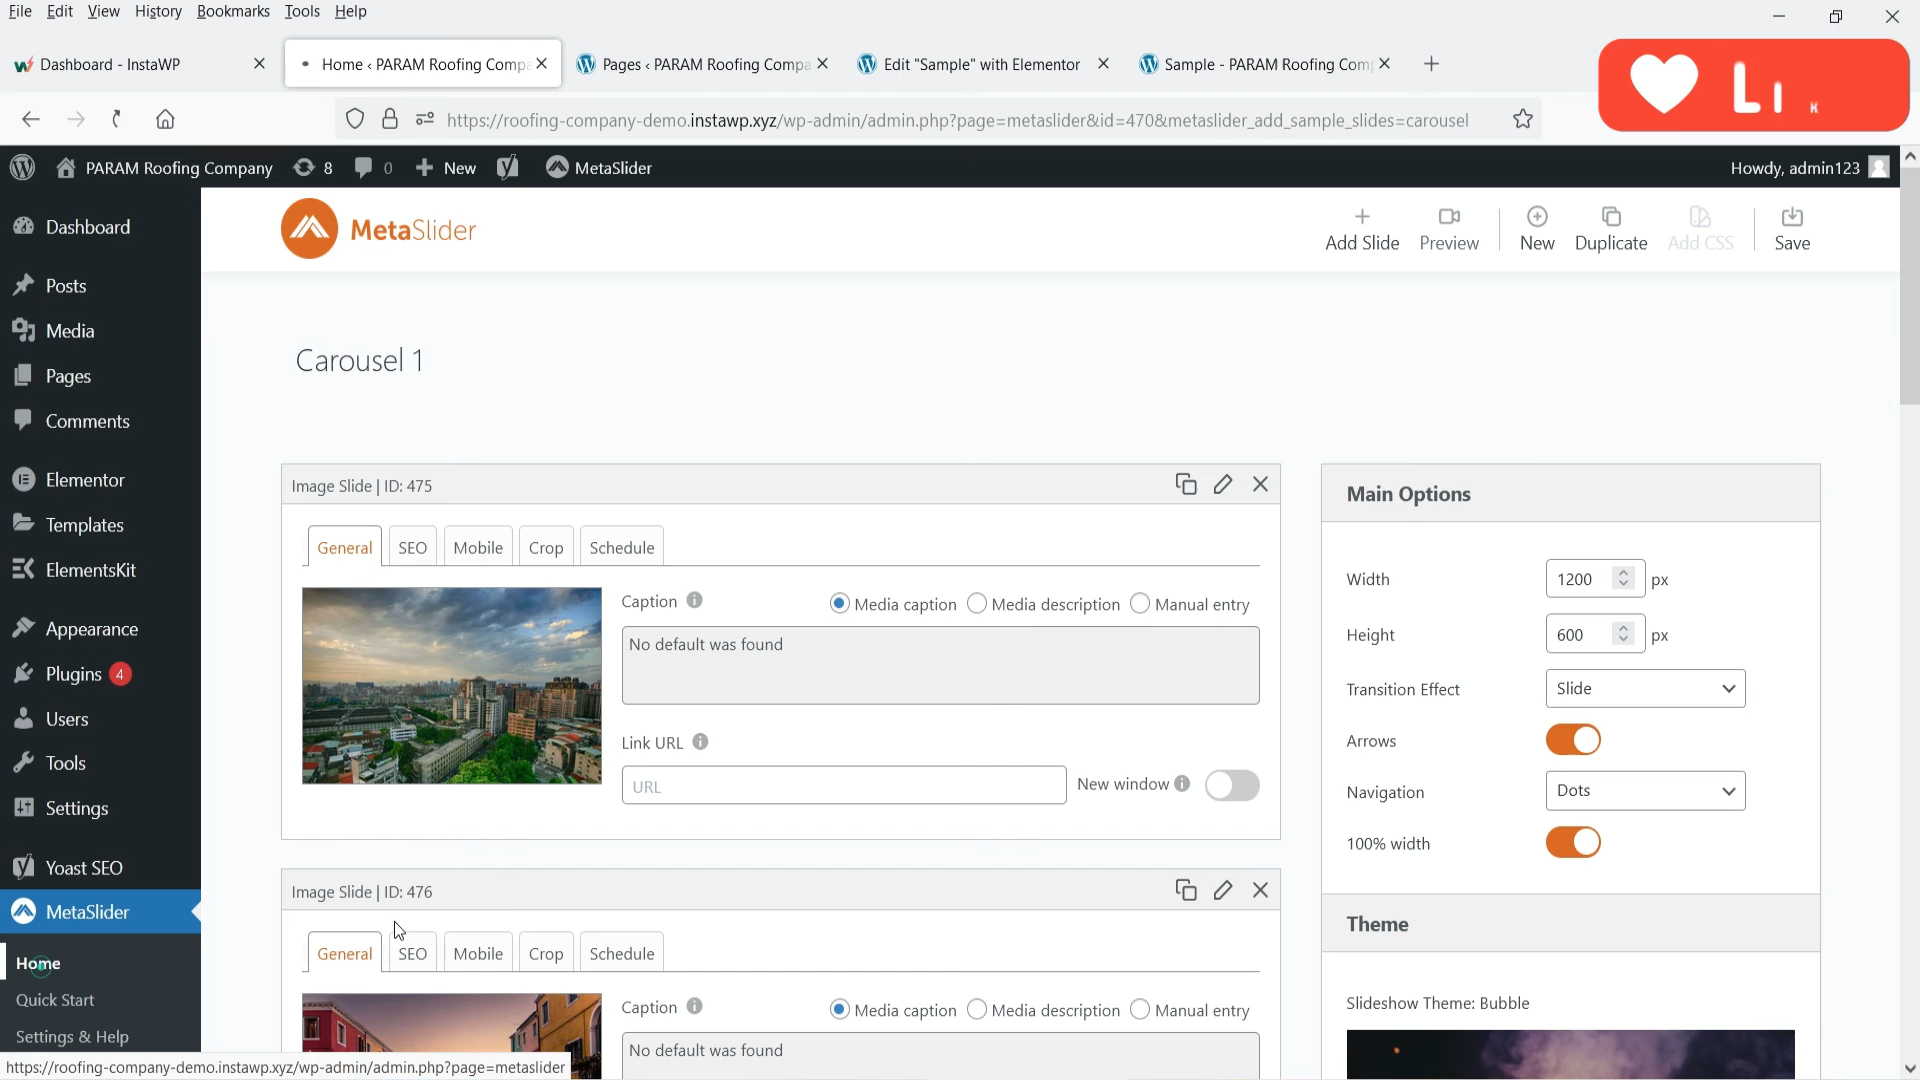 File Edit View History Bookmarks Tools Help
Dashboard - InstaWP
Home ‹ PARAM Roofing Comp
Pages ‹ PARAM Roofing Compa
Edit "Sample" with Elementor
Sample - PARAM Roofing Com
LIK
https://roofing-company-demo.instawp.xyz/wp-admin/admin.php?page=metaslider&id=470&metaslider_add_sample_slides=carousel
PARAM Roofing Company 8 0 New MetaSlider Howdy, admin123
Dashboard
Posts
Media
Pages
Comments
Elementor
Templates
ElementsKit
Appearance
Plugins 4
Users
Tools
Settings
Yoast SEO
MetaSlider
Home
Quick Start
Settings & Help
MetaSlider
Add Slide Preview New Duplicate Add CSS Save
Carousel 1
Image Slide | ID: 475
General SEO Mobile Crop Schedule
Caption Media caption Media description Manual entry
No default was found
Link URL
URL
New window
Image Slide | ID: 476
General SEO Mobile Crop Schedule
Caption Media caption Media description Manual entry
No default was found
Main Options
Width 1200 px
Height 600 px
Transition Effect Slide
Arrows
Navigation Dots
100% width
Theme
Slideshow Theme: Bubble
https://roofing-company-demo.instawp.xyz/wp-admin/admin.php?page=metaslider